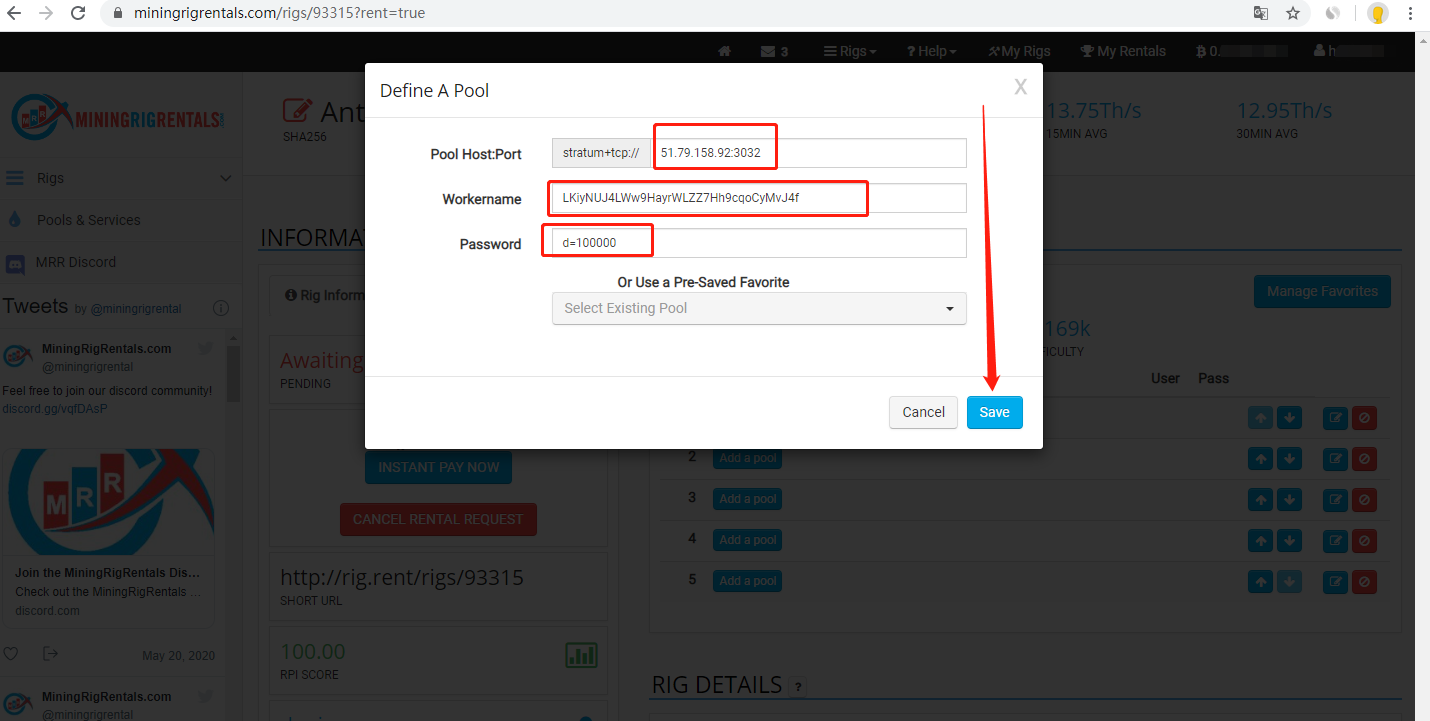 miningrigrentals.com/rigs/93315?rent=true
3
Rigs
? Help
My Rigs
My Rentals
0.
h
MININGRIGRENTALS
.COM
Rigs
Pools & Services
MRR Discord
Tweets by @miningrigrental
MiningRigRentals.com
@miningrigrental
Feel free to join our discord community!
discord.gg/vqfDAsP
MRR
Join the MiningRigRentals Dis...
Check out the MiningRigRentals ...
discord.com
May 20, 2020
MiningRigRentals.com
@miningrigrental
Ant
SHA256
13.75Th/s
15MIN AVG
12.95Th/s
30MIN AVG
INFORMA
Rig Inform
Awaiting
PENDING
INSTANT PAY NOW
CANCEL RENTAL REQUEST
http://rig.rent/rigs/93315
SHORT URL
100.00
RPI SCORE
Define A Pool
X
Pool Host:Port
stratum+tcp://
51.79.158.92:3032
Workername
LKiyNUJ4LWw9HayrWLZZ7Hh9cqoCyMvJ4f
Password
d=100000
Or Use a Pre-Saved Favorite
Select Existing Pool
Cancel
Save
Manage Favorites
169k
FICULTY
User
Pass
2 Add a pool
3 Add a pool
4 Add a pool
5 Add a pool
RIG DETAILS ?